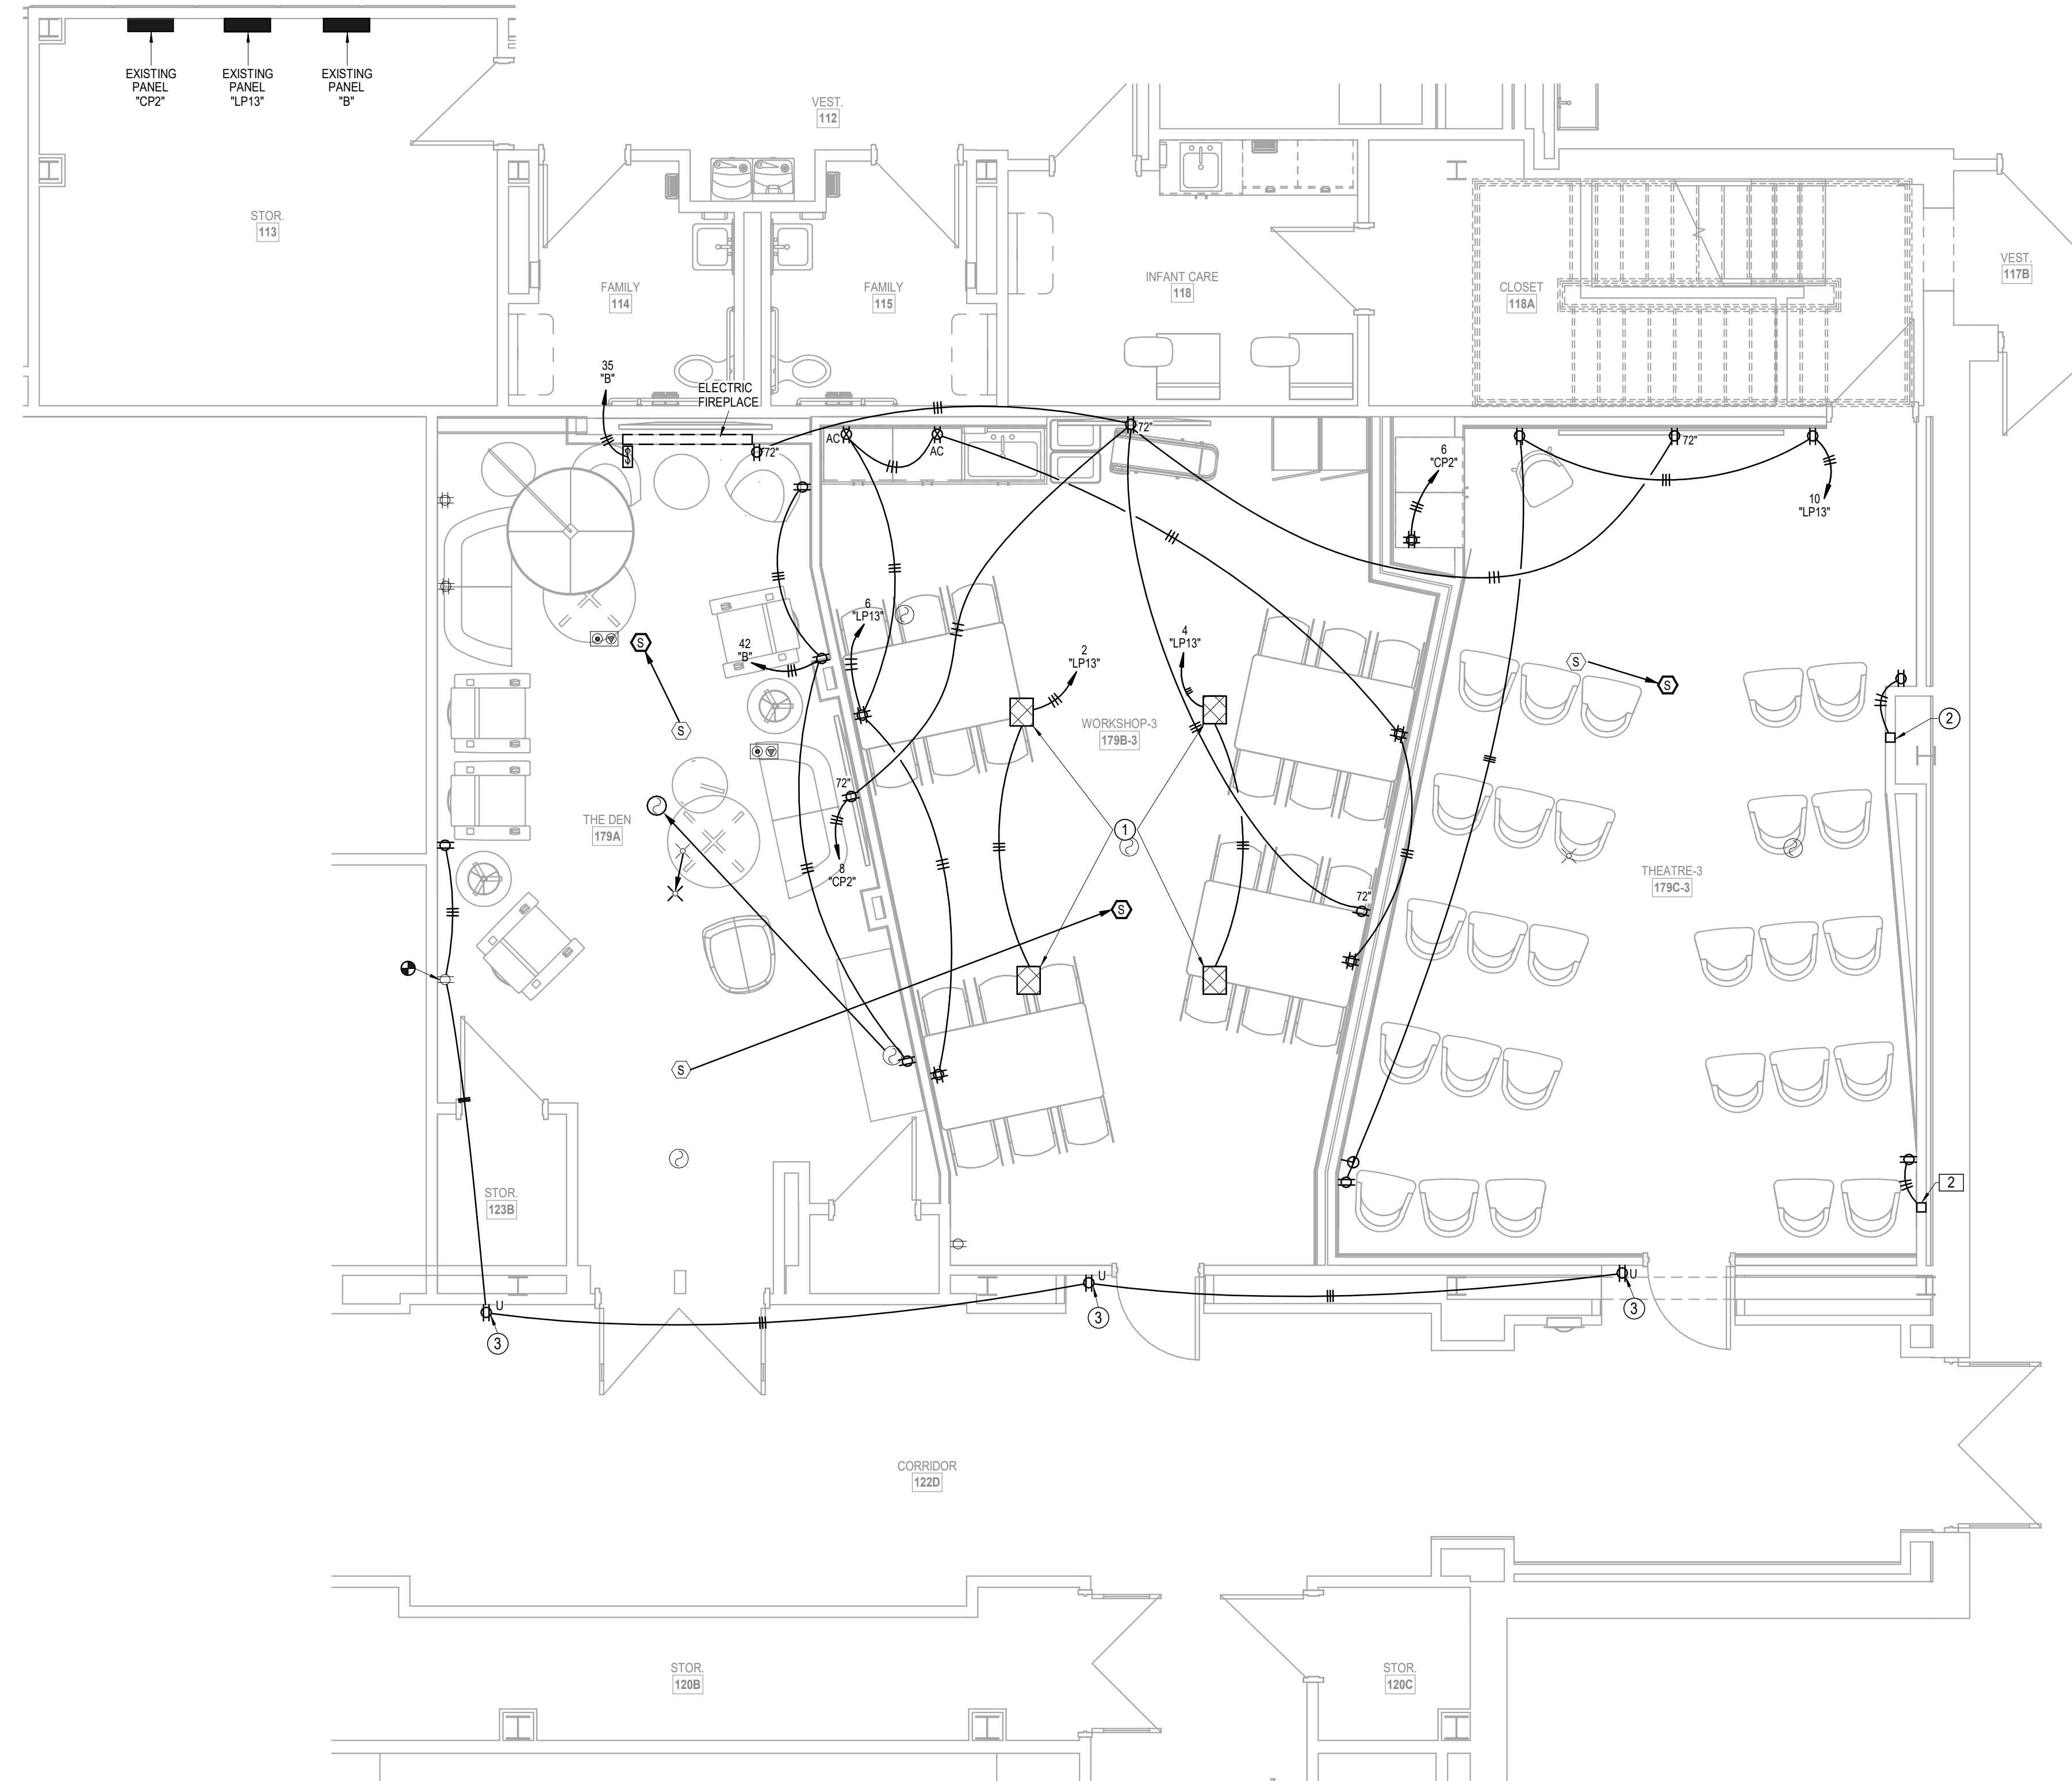 EXISTING
PANEL
"CP2"
EXISTING
PANEL
"LP13"
EXISTING
PANEL
"B"
VEST.
112
STOR.
113
FAMILY
114
FAMILY
115
INFANT CARE
118
CLOSET
118A
VEST.
117B
35
"B"
ELECTRIC
FIREPLACE
72"
AC
AC
72"
6
"CP2"
72"
10
"LP13"
6
"LP13"
42
"B"
2
"LP13"
4
"LP13"
S
S
S
S
2
WORKSHOP-3
179B-3
72"
THE DEN
179A
1
8
"CP2"
THEATRE-3
179C-3
72"
S
S
2
STOR.
123B
U
3
U
3
U
3
CORRIDOR
122D
STOR.
120B
STOR.
120C